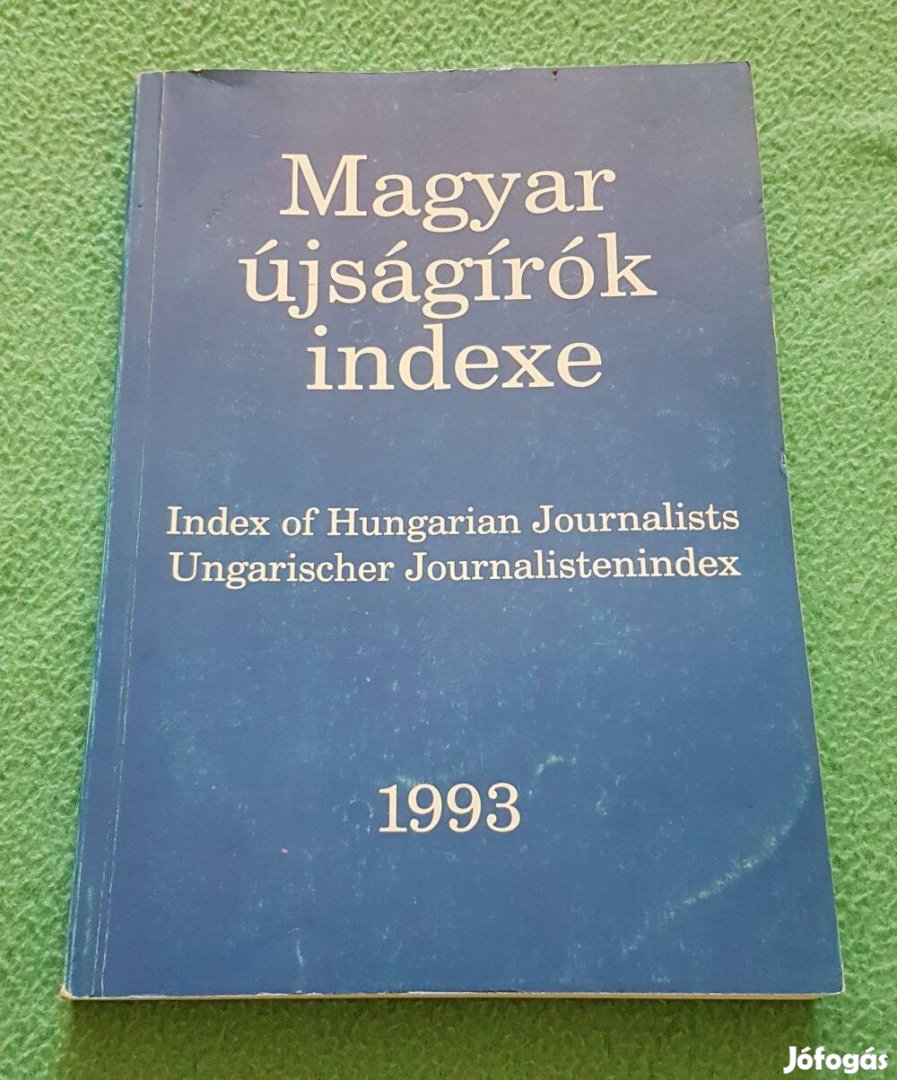 Magyar
újságírók
indexe
Index of Hungarian Journalists
Ungarischer Journalistenindex
1993
Jófogás